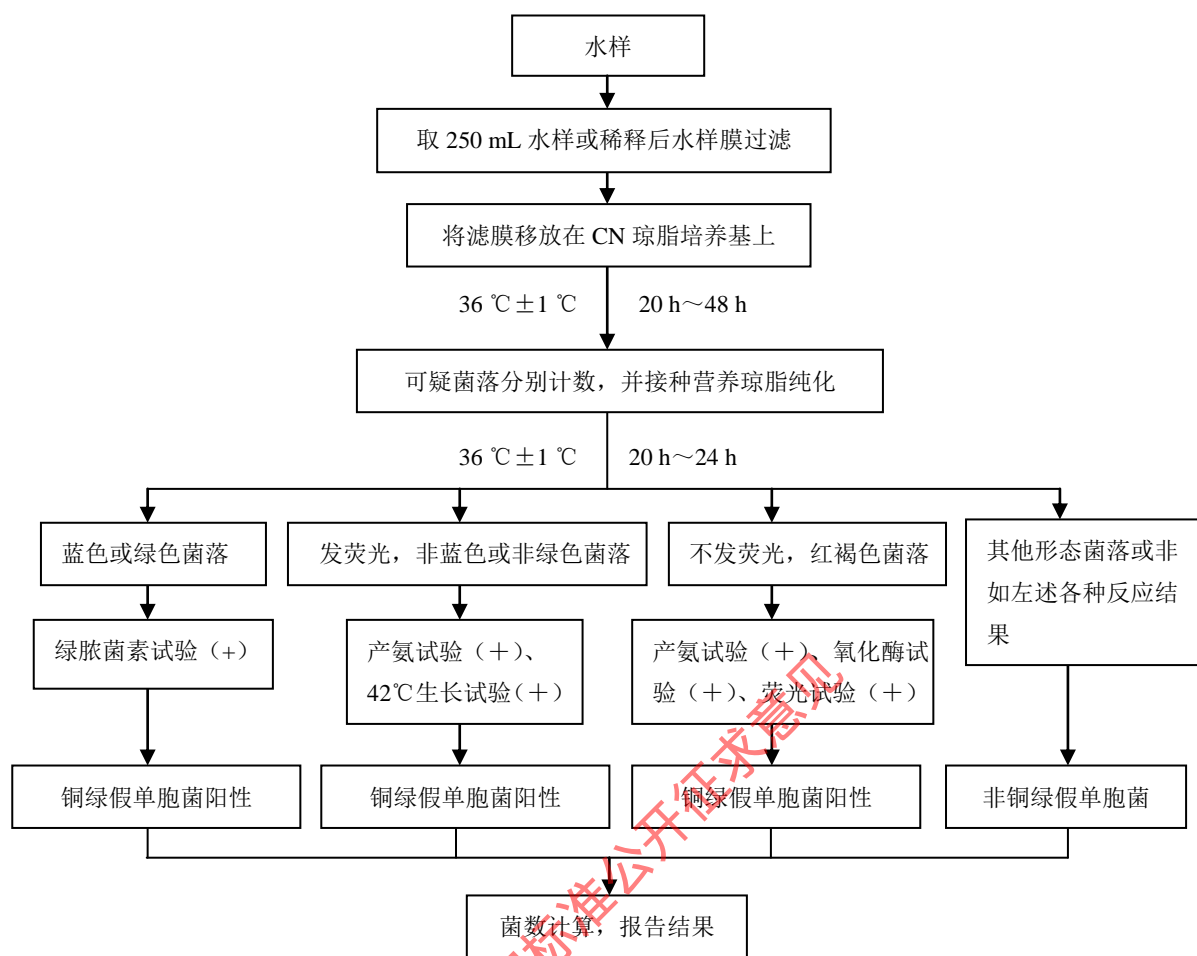 水样
取 250 mL 水样或稀释后水样膜过滤
将滤膜移放在 CN 琼脂培养基上
36 ℃±1 ℃ 20 h～48 h
可疑菌落分别计数，并接种营养琼脂纯化
36 ℃±1 ℃ 20 h～24 h
蓝色或绿色菌落
发荧光，非蓝色或非绿色菌落
不发荧光，红褐色菌落
其他形态菌落或非
如左述各种反应结
果
绿脓菌素试验（+）
产氨试验（＋）、
42℃生长试验（＋）
产氨试验（＋）、氧化酶试
验（＋）、荧光试验（＋）
铜绿假单胞菌阳性
铜绿假单胞菌阳性
铜绿假单胞菌阳性
非铜绿假单胞菌
菌数计算，报告结果
标准公开征求意见